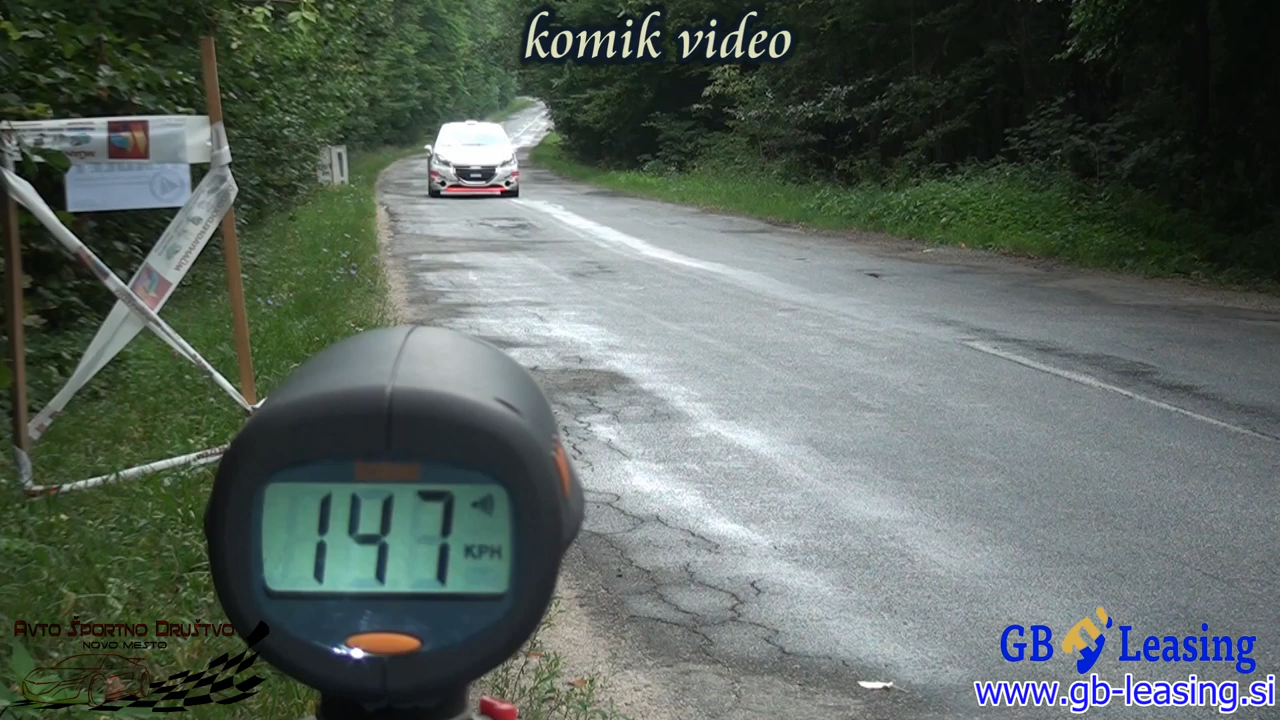 komik video
147
KPH
Avto Športno Društvo
Novo mesto
GB Leasing
www.gb-leasing.si